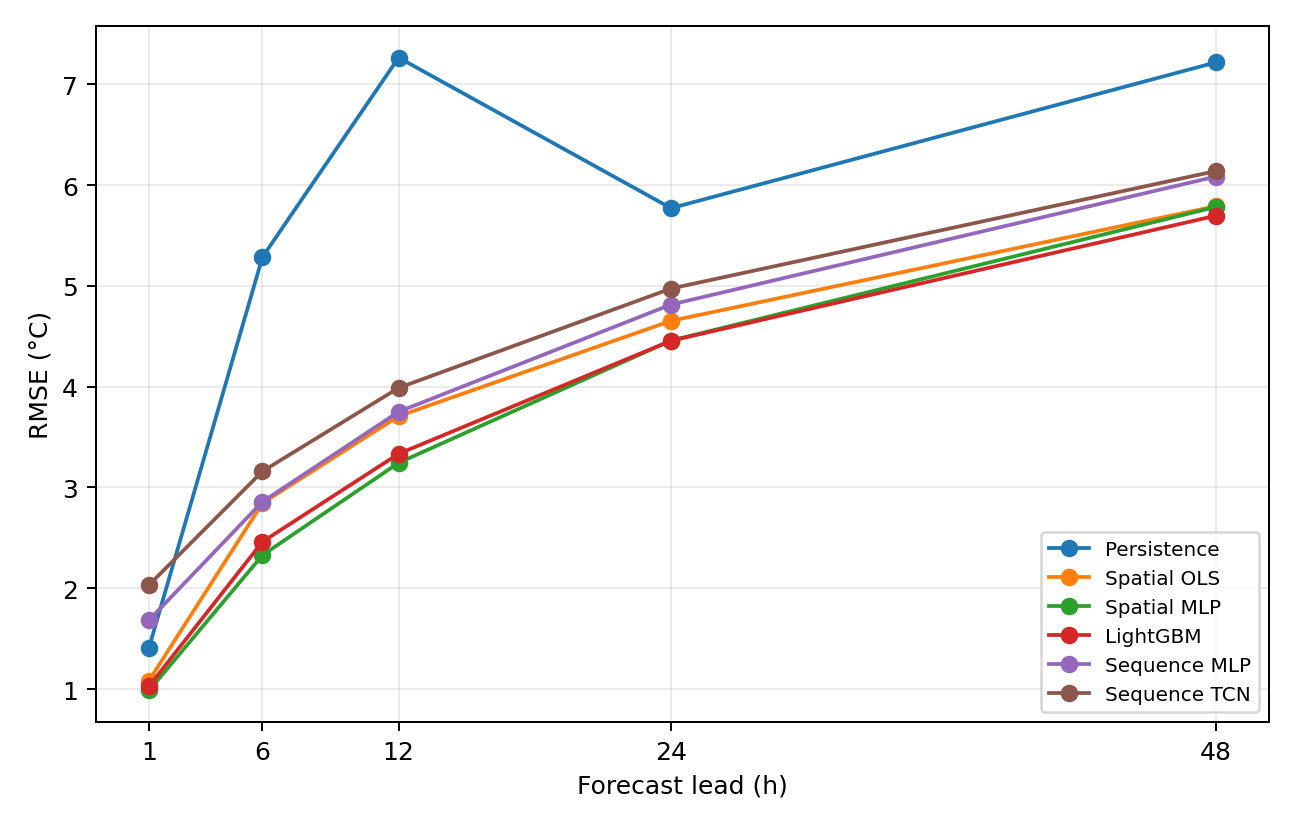 7
6
5
4
3
2
1
RMSE (°C)
1 6 12 24 48
Forecast lead (h)
Persistence
Spatial OLS
Spatial MLP
LightGBM
Sequence MLP
Sequence TCN